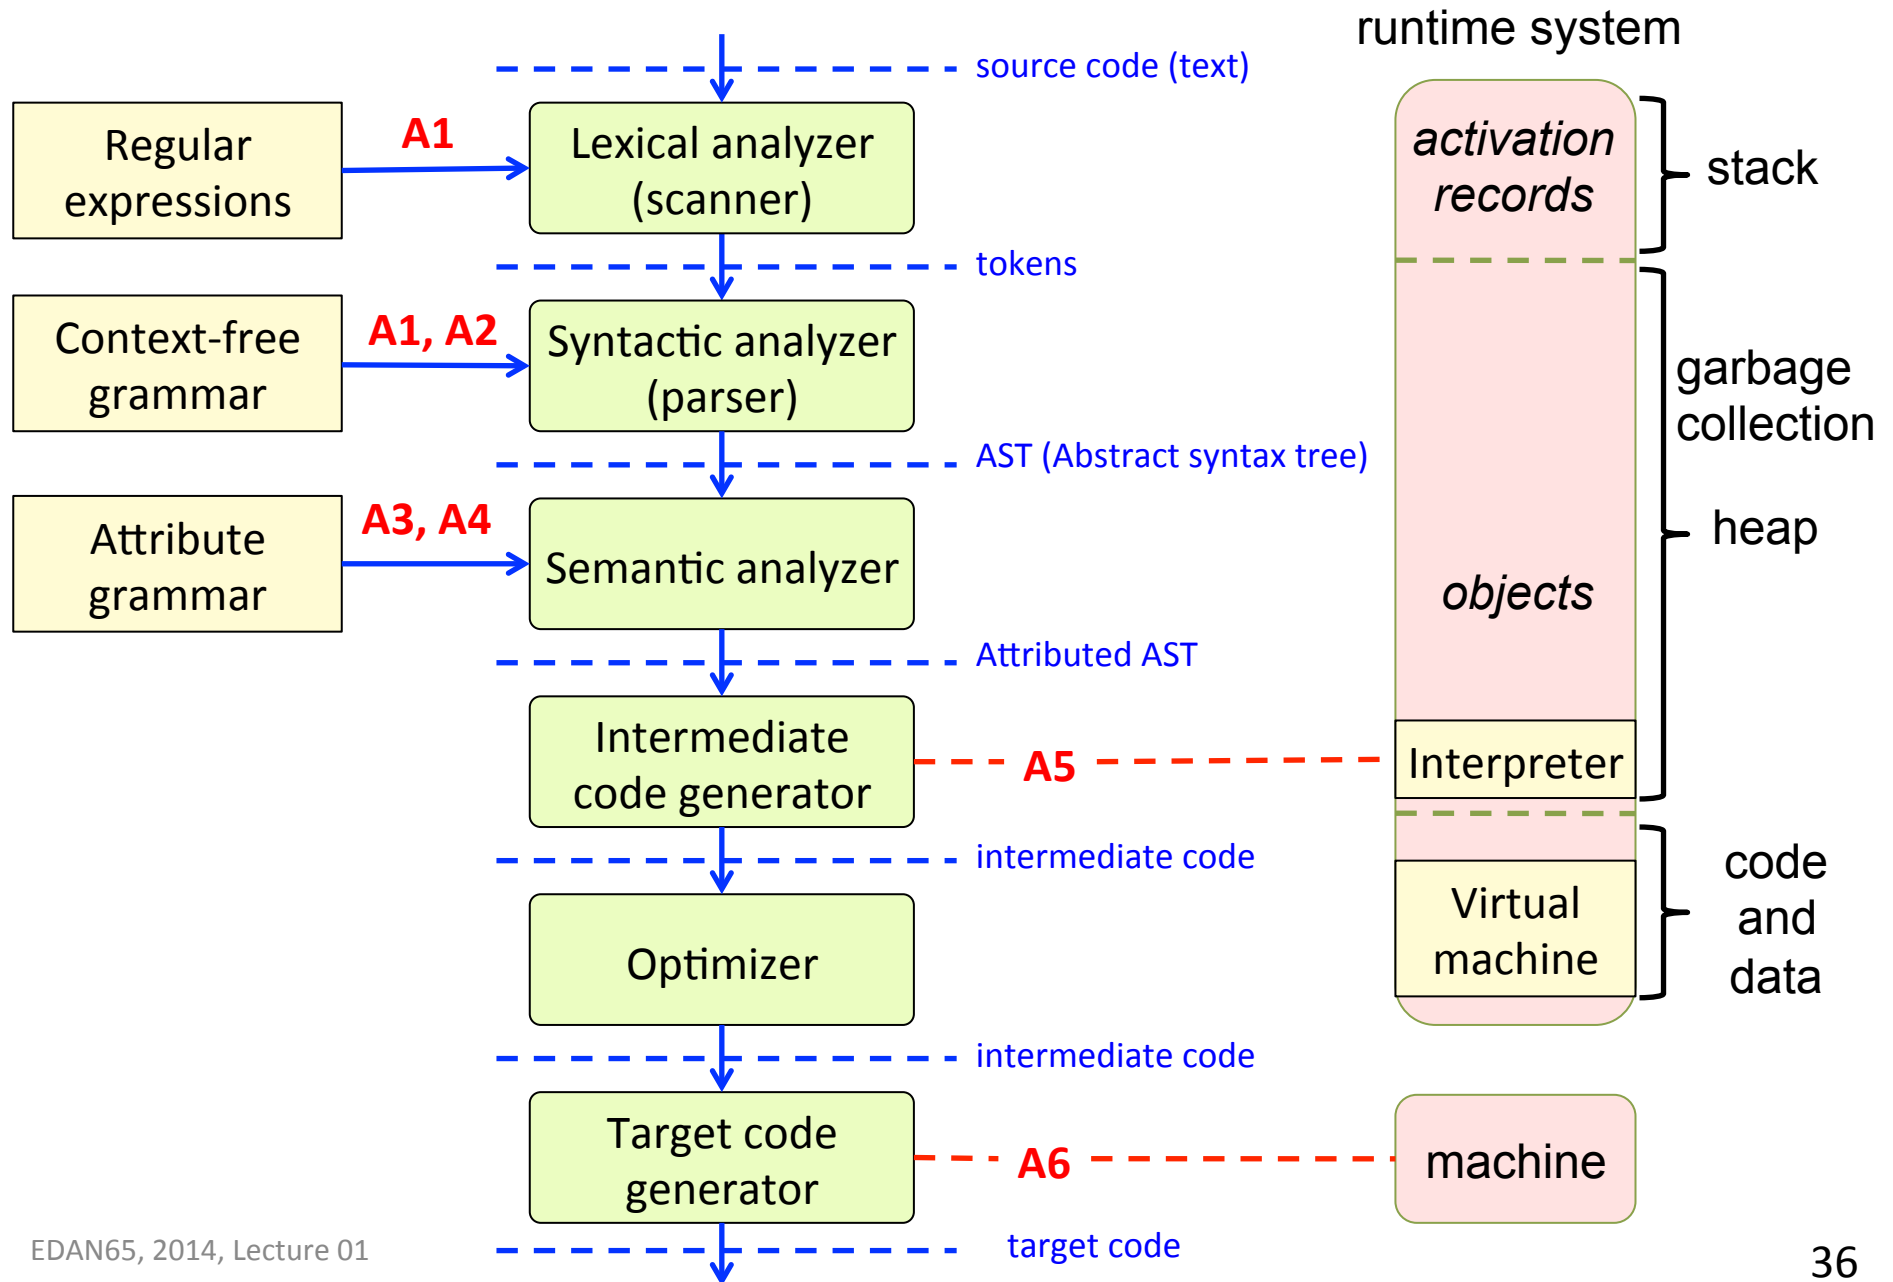 runtime system
source code (text)
Regular
expressions
A1
Lexical analyzer
(scanner)
activation
records
stack
tokens
Context-free
grammar
A1, A2
Syntactic analyzer
(parser)
garbage
collection
AST (Abstract syntax tree)
Attribute
grammar
A3, A4
Semantic analyzer
objects
heap
Attributed AST
Intermediate
code generator
A5
Interpreter
intermediate code
Optimizer
Virtual
machine
code
and
data
intermediate code
Target code
generator
A6
machine
target code
EDAN65, 2014, Lecture 01
36